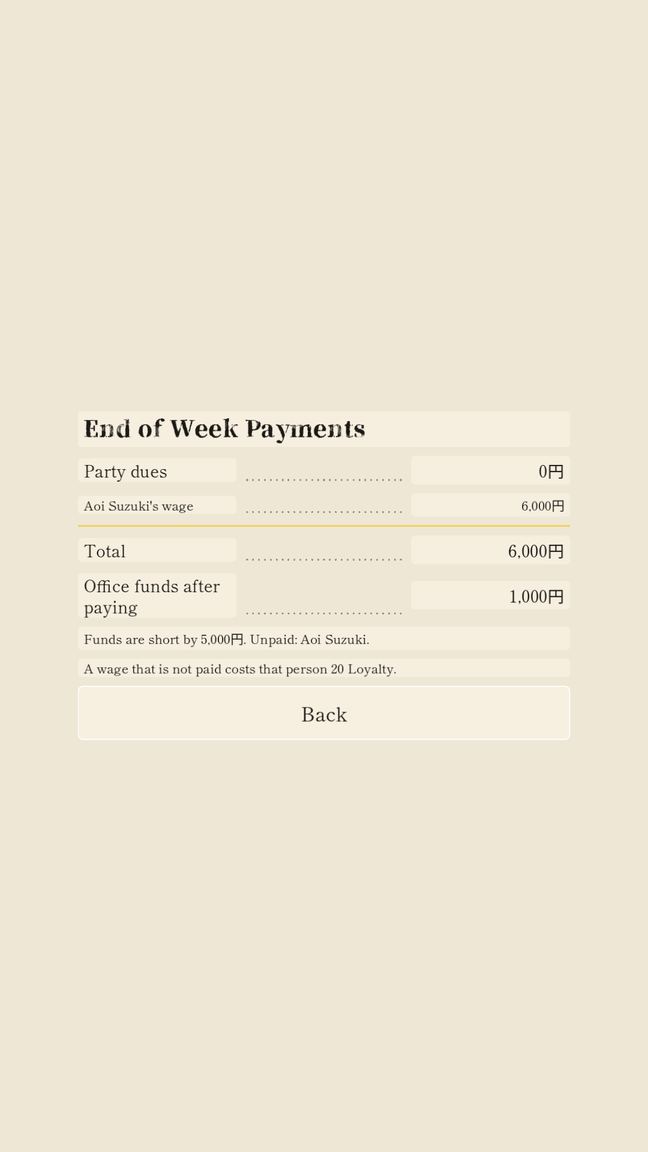 End of Week Payments
Party dues
0円
Aoi Suzuki's wage
6,000円
Total
6,000円
Office funds after
paying
1,000円
Funds are short by 5,000円. Unpaid: Aoi Suzuki.
A wage that is not paid costs that person 20 Loyalty.
Back